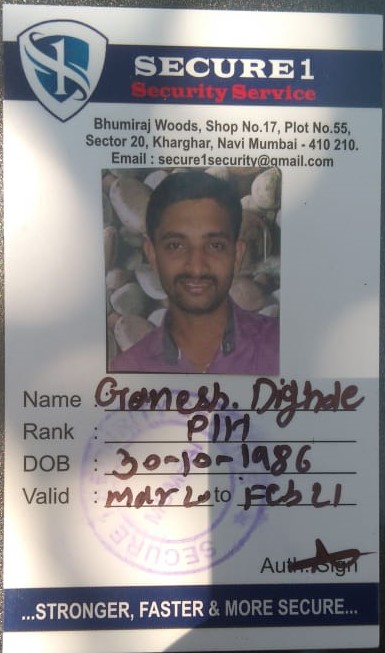 SECURE1
Security Service
Bhumiraj Woods, Shop No.17, Plot No.55,
Sector 20, Kharghar, Navi Mumbai - 410 210.
Email : secure1security@gmail.com
Name : Ganesh. Dighde
Rank :
DOB : 30-10-1986
Valid : Mar 20 to Feb 21
SECURE 1
Auth. Sign
...STRONGER, FASTER & MORE SECURE...